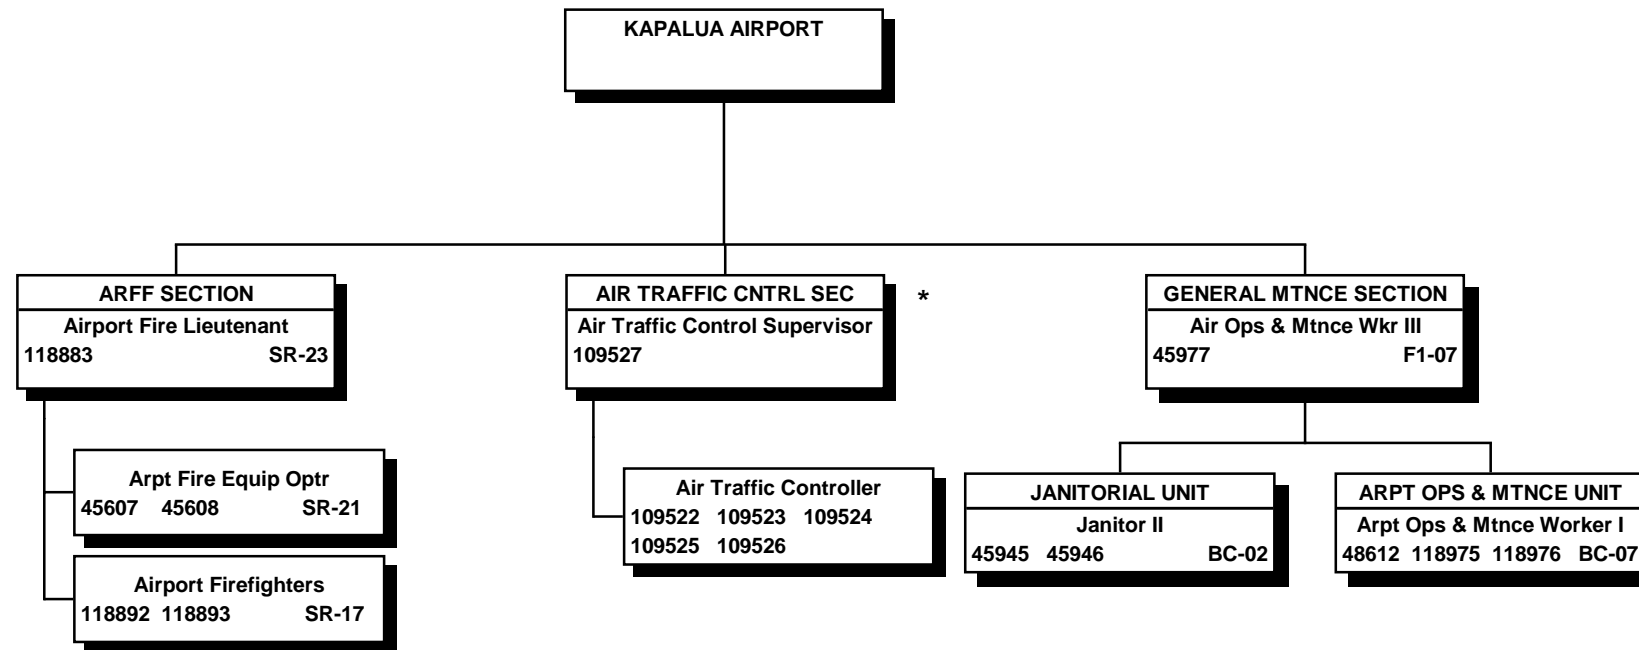 KAPALUA AIRPORT
ARFF SECTION
Airport Fire Lieutenant
118883 SR-23
Arpt Fire Equip Optr
45607 45608 SR-21
Airport Firefighters
118892 118893 SR-17
AIR TRAFFIC CNTRL SEC *
Air Traffic Control Supervisor
109527
Air Traffic Controller
109522 109523 109524
109525 109526
GENERAL MTNCE SECTION
Air Ops & Mtnce Wkr III
45977 F1-07
JANITORIAL UNIT
Janitor II
45945 45946 BC-02
ARPT OPS & MTNCE UNIT
Arpt Ops & Mtnce Worker I
48612 118975 118976 BC-07